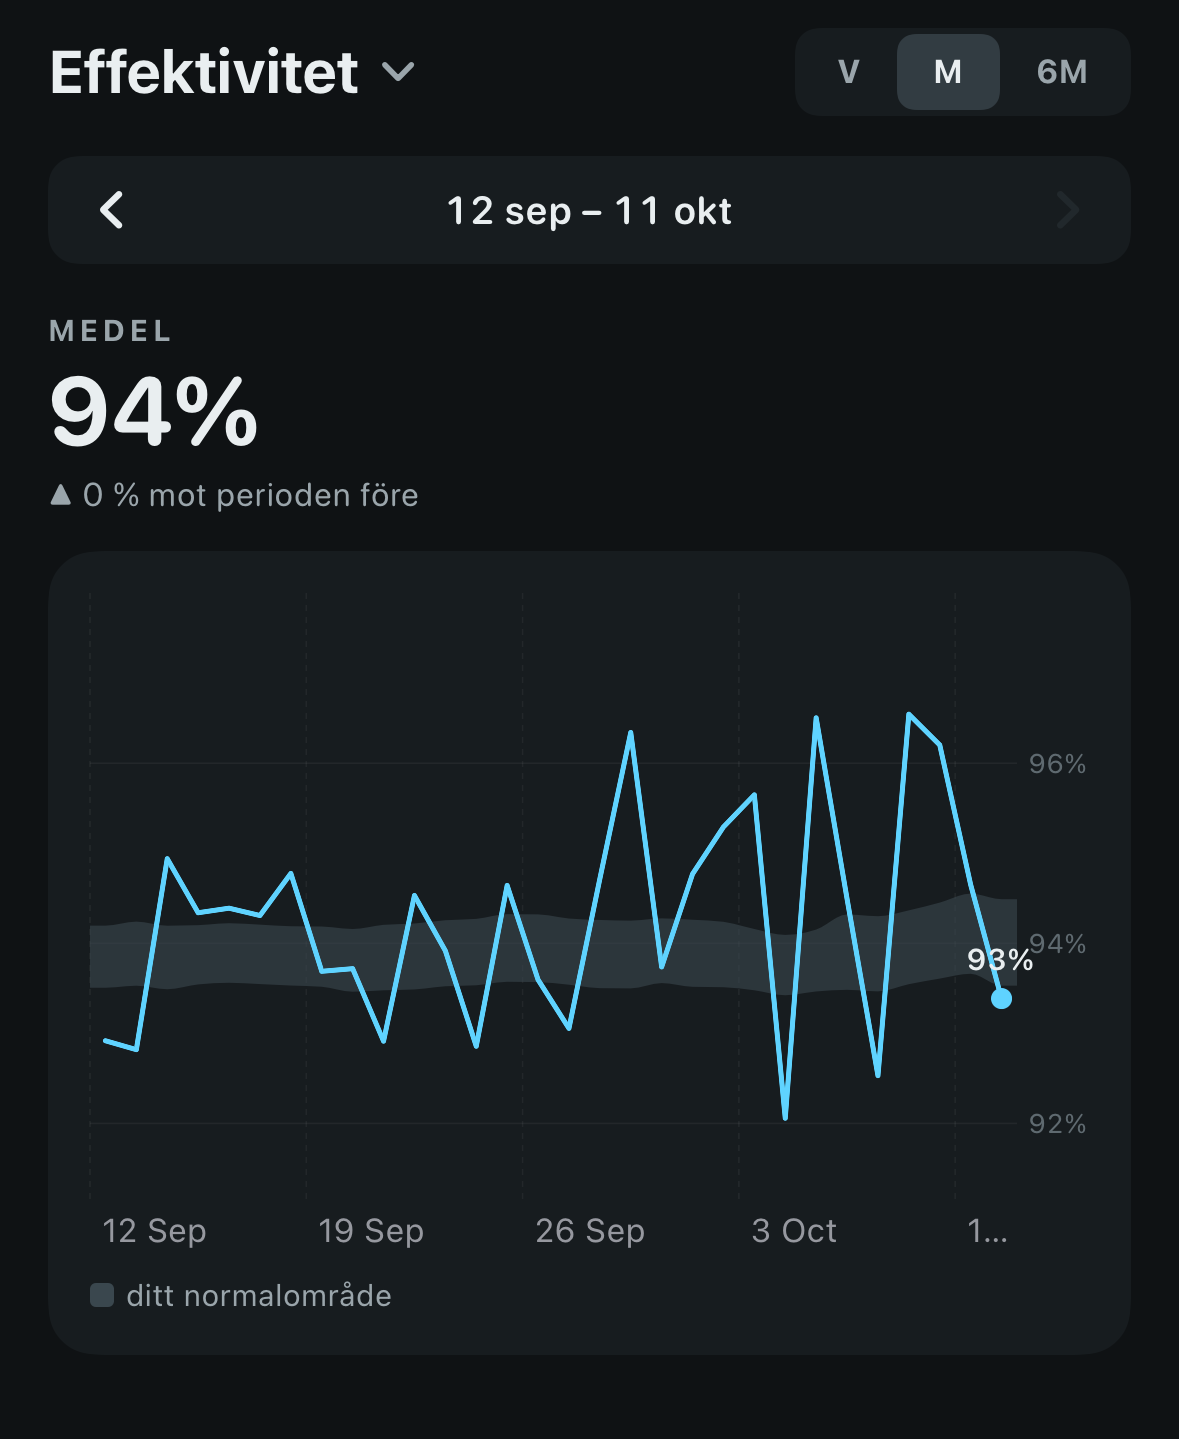 Effektivitet
V M 6M
12 sep – 11 okt
MEDEL
94%
▲ 0 % mot perioden före
96%
94%
93%
92%
12 Sep 19 Sep 26 Sep 3 Oct 1...
ditt normalområde